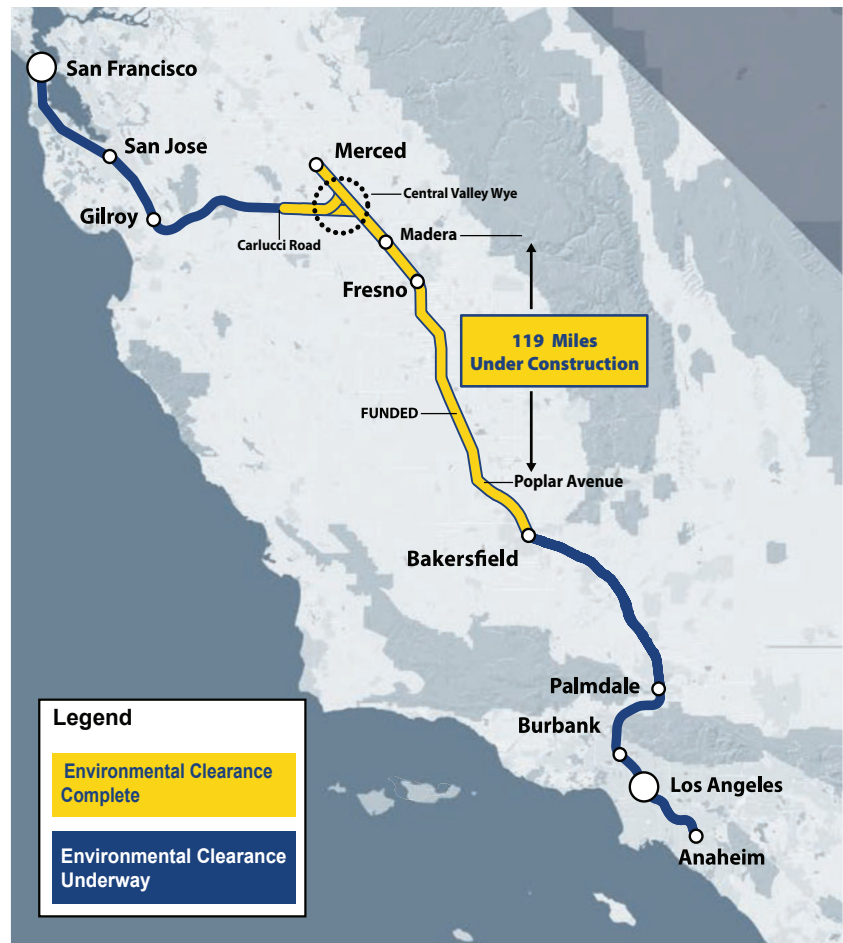 San Francisco
San Jose
Merced
Central Valley Wye
Gilroy
Carlucci Road
Madera
Fresno
119 Miles
Under Construction
FUNDED
Poplar Avenue
Bakersfield
Palmdale
Burbank
Los Angeles
Anaheim
Legend
Environmental Clearance
Complete
Environmental Clearance
Underway